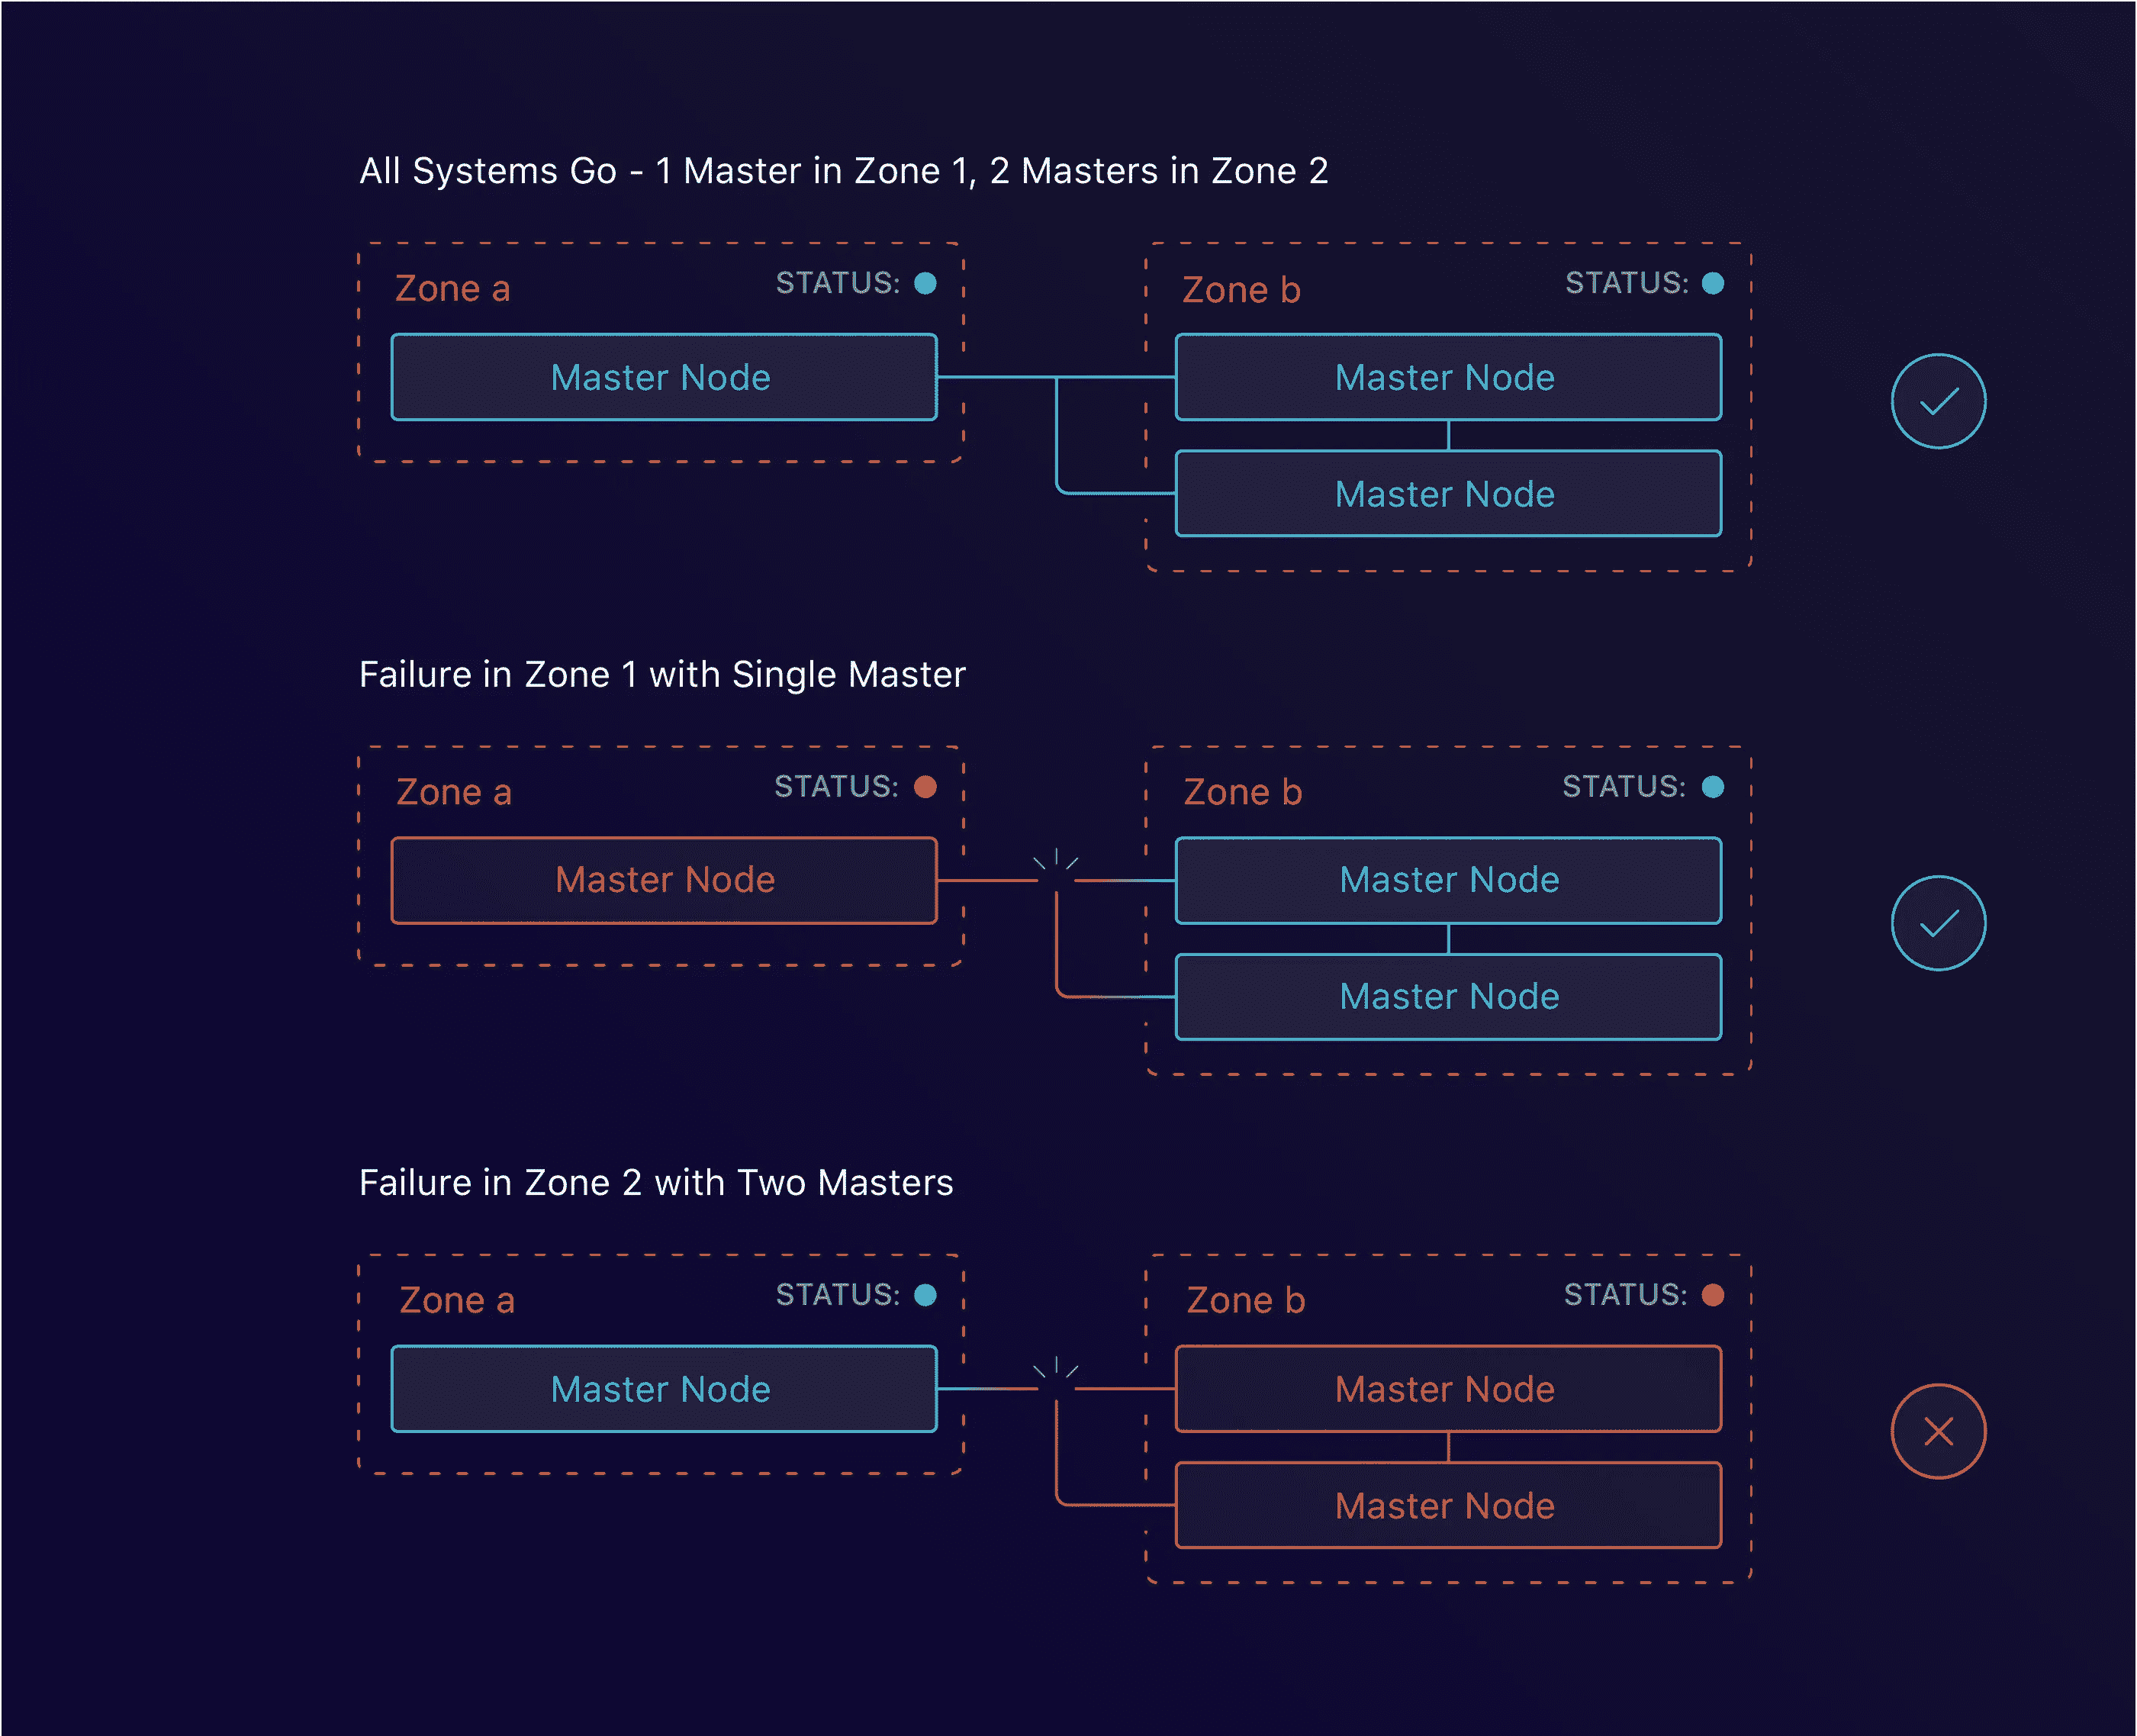 All Systems Go - 1 Master in Zone 1, 2 Masters in Zone 2
Zone a
STATUS:
Master Node
Zone b
STATUS:
Master Node
Master Node
Failure in Zone 1 with Single Master
Zone a
STATUS:
Master Node
Zone b
STATUS:
Master Node
Master Node
Failure in Zone 2 with Two Masters
Zone a
STATUS:
Master Node
Zone b
STATUS:
Master Node
Master Node